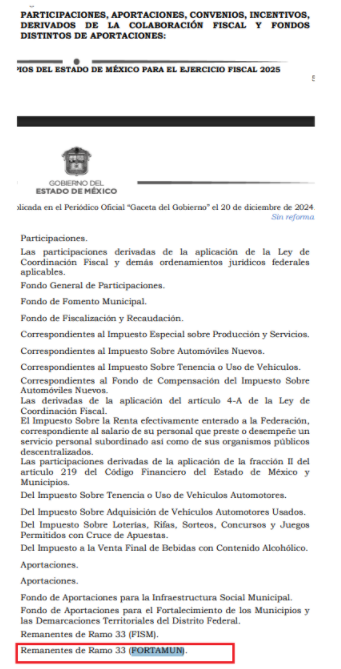 PARTICIPACIONES, APORTACIONES, CONVENIOS, INCENTIVOS,
DERIVADOS DE LA COLABORACIÓN FISCAL Y FONDOS
DISTINTOS DE APORTACIONES:
PIOS DEL ESTADO DE MÉXICO PARA EL EJERCICIO FISCAL 2025
GOBIERNO DEL
ESTADO DE MÉXICO
blicada en el Periódico Oficial "Gaceta del Gobierno" el 20 de diciembre de 2024
Sin reforma
Participaciones.
Las participaciones derivadas de la aplicación de la Ley de
Coordinación Fiscal y demás ordenamientos jurídicos federales
aplicables.
Fondo General de Participaciones.
Fondo de Fomento Municipal.
Fondo de Fiscalización y Recaudación.
Correspondientes al Impuesto Especial sobre Producción y Servicios.
Correspondientes al Impuesto Sobre Automóviles Nuevos.
Correspondientes al Impuesto Sobre Tenencia o Uso de Vehículos.
Correspondientes al Fondo de Compensación del Impuesto Sobre
Automóviles Nuevos.
Las derivadas de la aplicación del artículo 4-A de la Ley de
Coordinación Fiscal.
El Impuesto Sobre la Renta efectivamente enterado a la Federación,
correspondiente al salario de su personal que preste o desempeñe un
servicio personal subordinado así como de sus organismos públicos
descentralizados.
Las participaciones derivadas de la aplicación de la fracción II del
artículo 219 del Código Financiero del Estado de México y
Municipios.
Del Impuesto Sobre Tenencia o Uso de Vehículos Automotores.
Del Impuesto Sobre Adquisición de Vehículos Automotores Usados.
Del Impuesto Sobre Loterías, Rifas, Sorteos, Concursos y Juegos
Permitidos con Cruce de Apuestas.
Del Impuesto a la Venta Final de Bebidas con Contenido Alcohólico.
Aportaciones.
Aportaciones.
Fondo de Aportaciones para la Infraestructura Social Municipal.
Fondo de Aportaciones para el Fortalecimiento de los Municipios y
las Demarcaciones Territoriales del Distrito Federal.
Remanentes de Ramo 33 (FISM).
Remanentes de Ramo 33 (FORTAMUN).